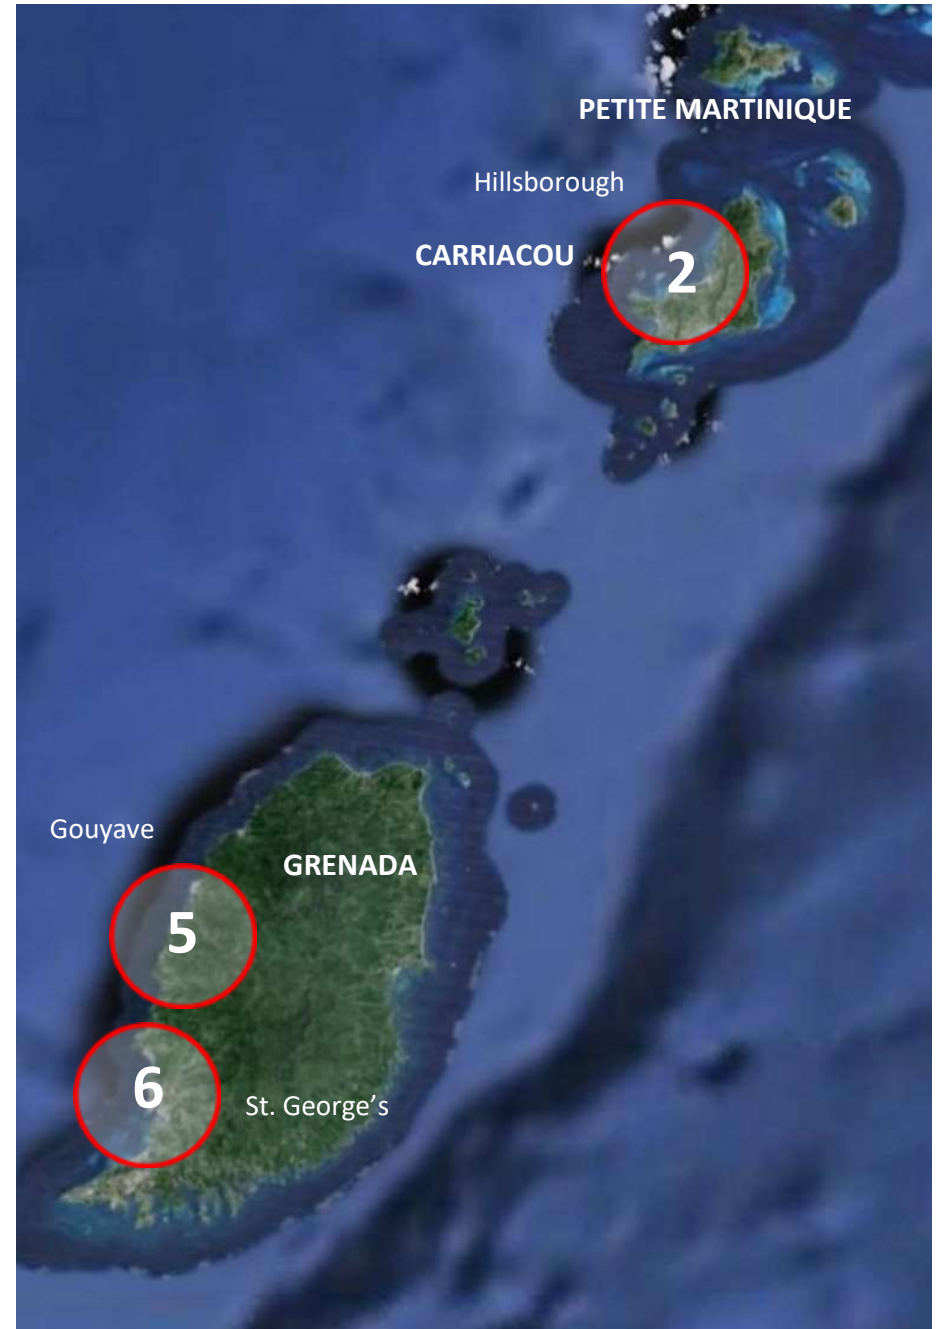 PETITE MARTINIQUE
Hillsborough
CARRIACOU
2
Gouyave
GRENADA
5
6
St. George’s